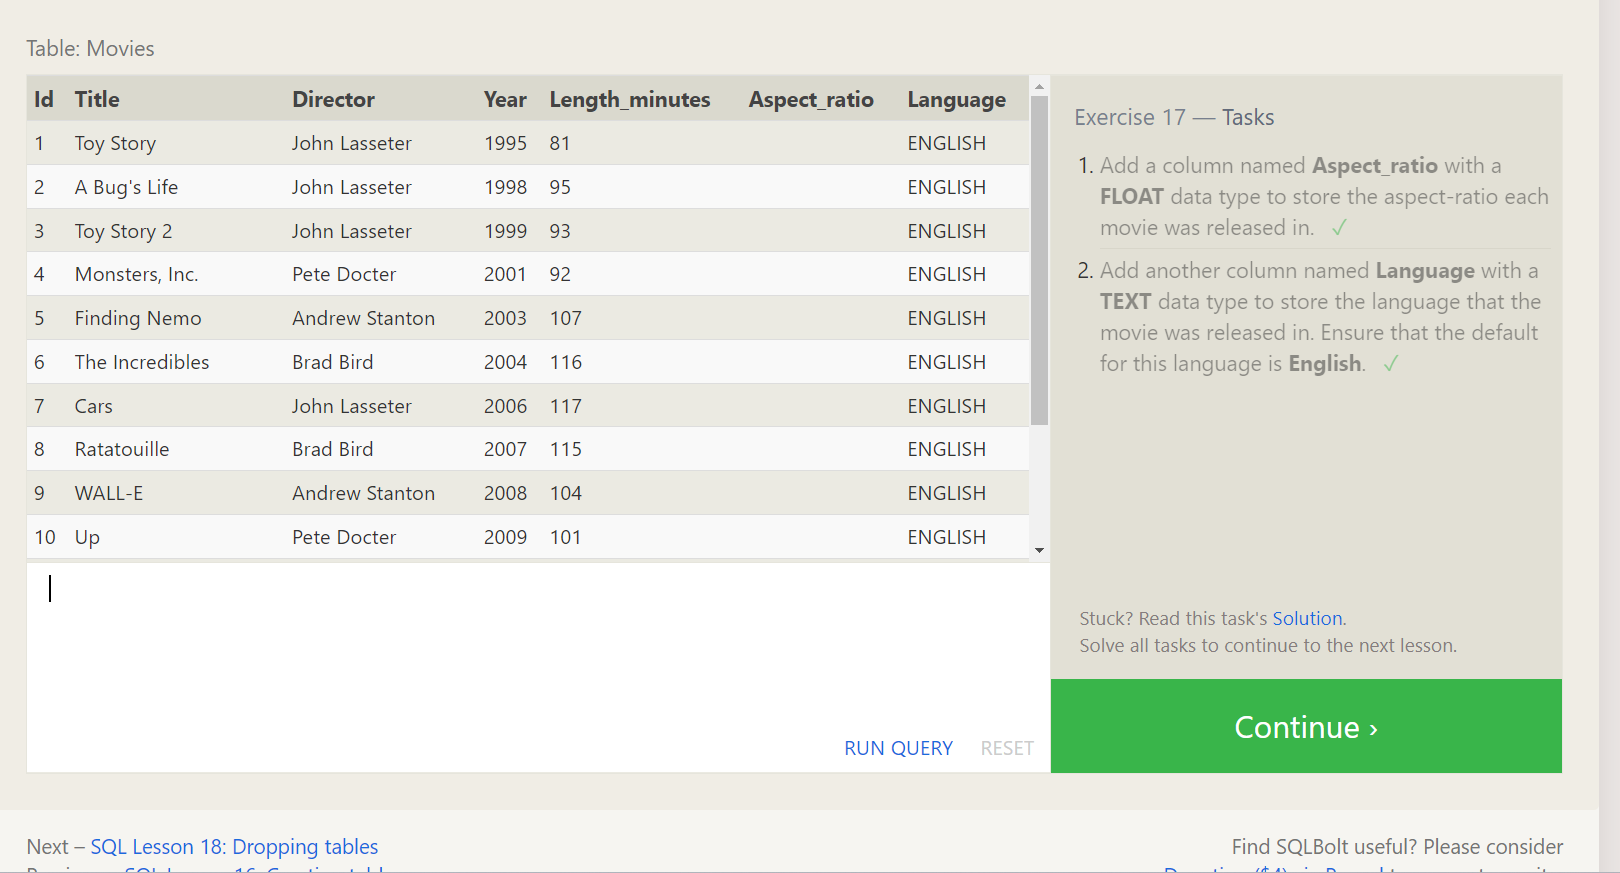 Table: Movies
Id Title Director Year Length_minutes Aspect_ratio Language
1 Toy Story John Lasseter 1995 81 ENGLISH
2 A Bug's Life John Lasseter 1998 95 ENGLISH
3 Toy Story 2 John Lasseter 1999 93 ENGLISH
4 Monsters, Inc. Pete Docter 2001 92 ENGLISH
5 Finding Nemo Andrew Stanton 2003 107 ENGLISH
6 The Incredibles Brad Bird 2004 116 ENGLISH
7 Cars John Lasseter 2006 117 ENGLISH
8 Ratatouille Brad Bird 2007 115 ENGLISH
9 WALL-E Andrew Stanton 2008 104 ENGLISH
10 Up Pete Docter 2009 101 ENGLISH
RUN QUERY RESET
Exercise 17 — Tasks
1. Add a column named Aspect_ratio with a
FLOAT data type to store the aspect-ratio each
movie was released in. ✓
2. Add another column named Language with a
TEXT data type to store the language that the
movie was released in. Ensure that the default
for this language is English. ✓
Stuck? Read this task's Solution.
Solve all tasks to continue to the next lesson.
Continue ›
Next – SQL Lesson 18: Dropping tables
Find SQLBolt useful? Please consider